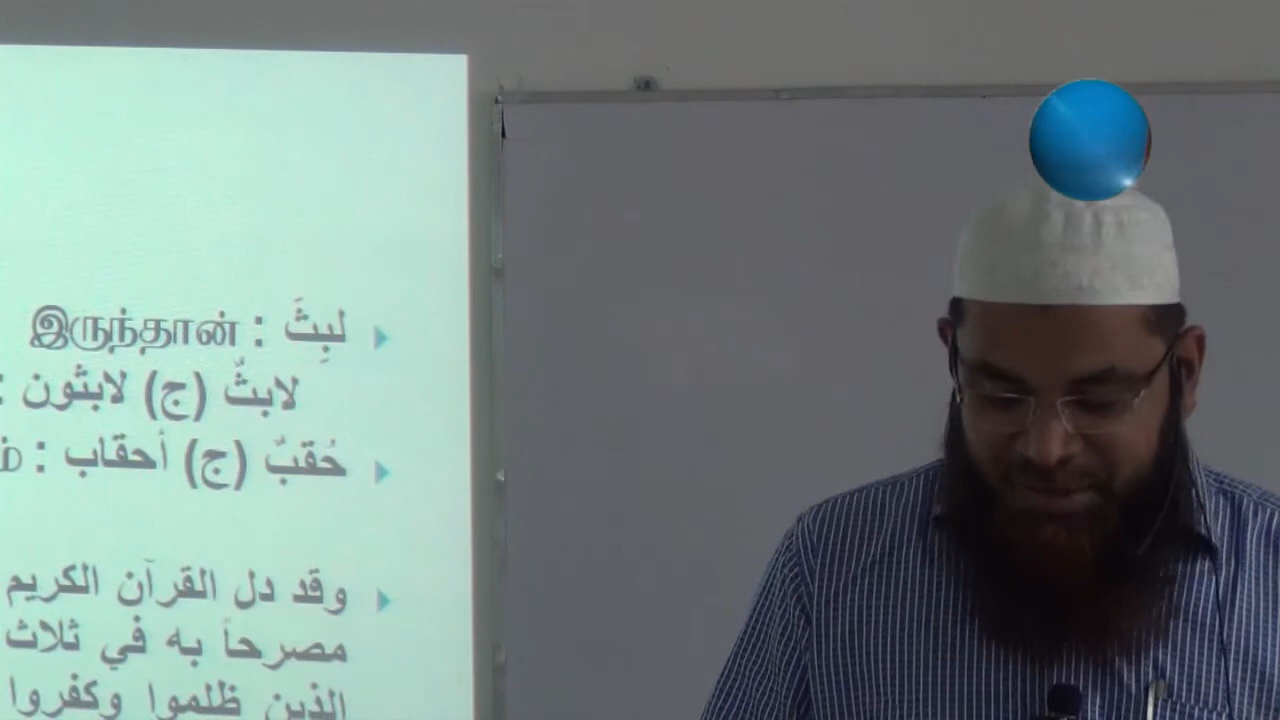 لبِثَ : இருந்தான்
لابثٌ (ج) لابثون :
حُقبٌ (ج) أحقاب :
وقد دل القرآن الكريم
مصرحاً به في ثلاث
الذين ظلموا وكفروا